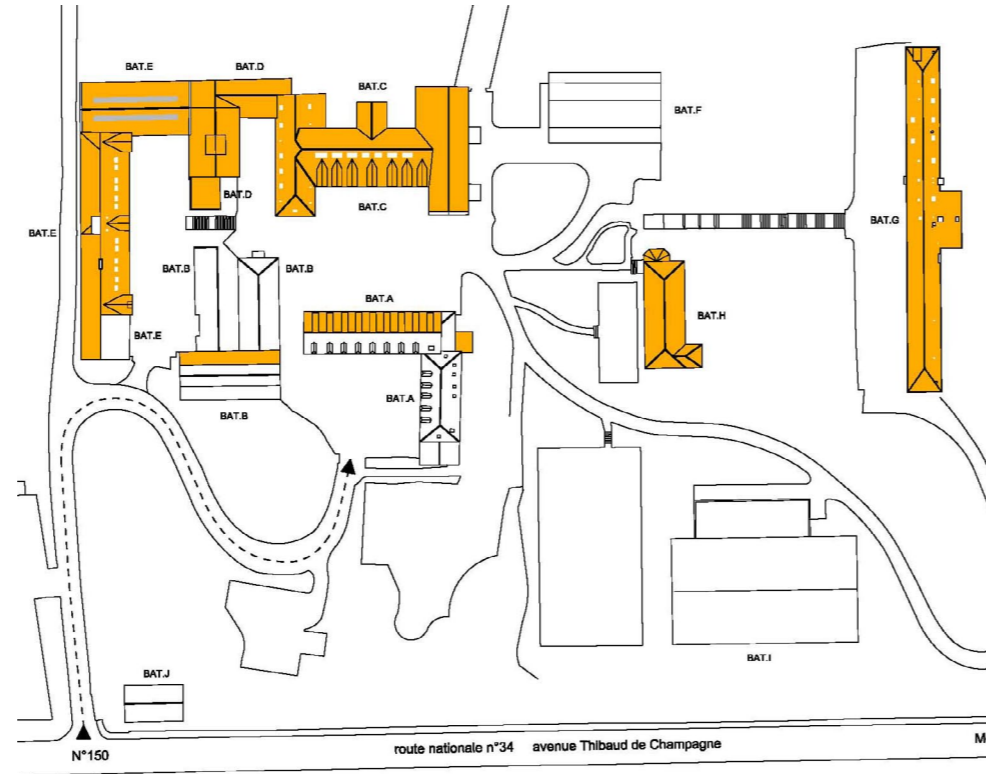 BAT.E
BAT.D
BAT.C
BAT.F
BAT.D
BAT.C
BAT.G
BAT.E
BAT.B
BAT.B
BAT.A
BAT.H
BAT.E
BAT.A
BAT.B
BAT.I
BAT.J
N°150
route nationale n°34 avenue Thibaud de Champagne
M